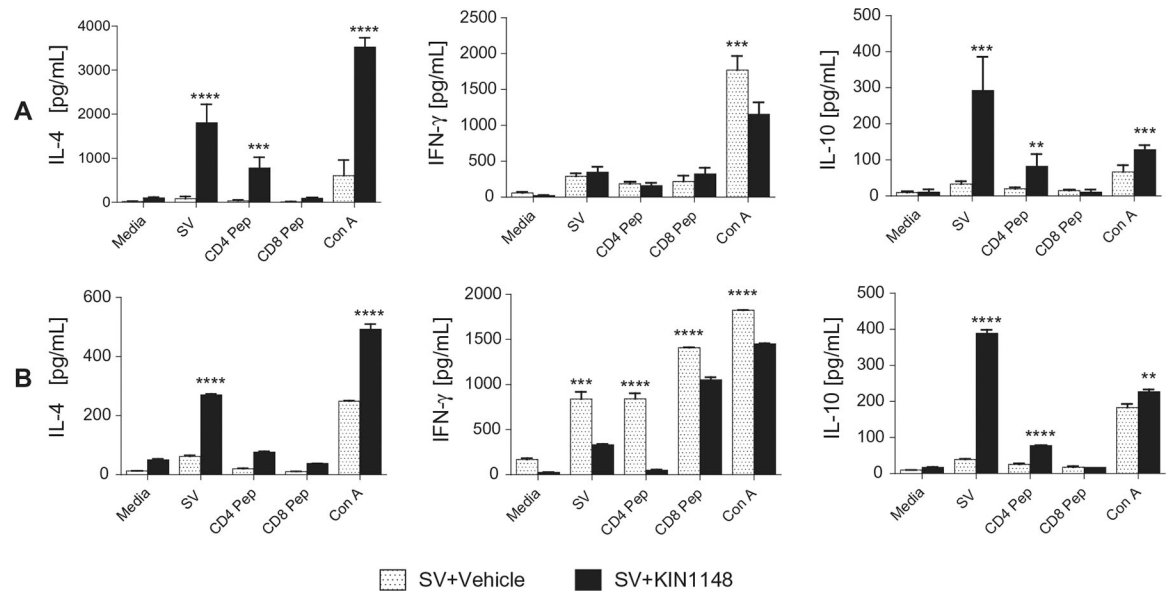 A
IL-4 [pg/mL]
4000
3000
2000
1000
0
****
***
****
Media
SV
CD4 Pep
CD8 Pep
Con A
IFN-γ [pg/mL]
2500
2000
1500
1000
500
0
***
Media
SV
CD4 Pep
CD8 Pep
Con A
IL-10 [pg/mL]
500
400
300
200
100
0
***
**
***
Media
SV
CD4 Pep
CD8 Pep
Con A
B
IL-4 [pg/mL]
600
400
200
0
****
****
Media
SV
CD4 Pep
CD8 Pep
Con A
IFN-γ [pg/mL]
2000
1500
1000
500
0
***
****
****
****
Media
SV
CD4 Pep
CD8 Pep
Con A
IL-10 [pg/mL]
500
400
300
200
100
0
****
****
**
Media
SV
CD4 Pep
CD8 Pep
Con A
SV+Vehicle
SV+KIN1148